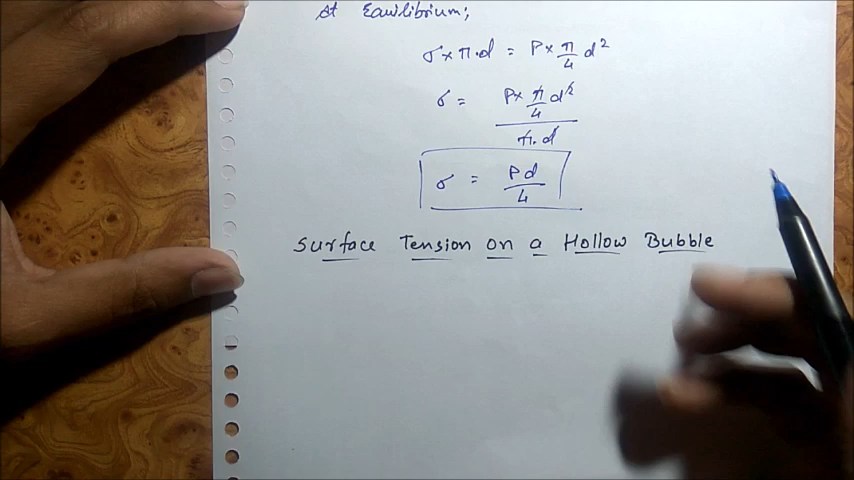 At Equilibrium;
σ × π.d = P × π/4 d²
σ = P × π/4 d² / π.d
σ = Pd/4
Surface Tension on a Hollow Bubble